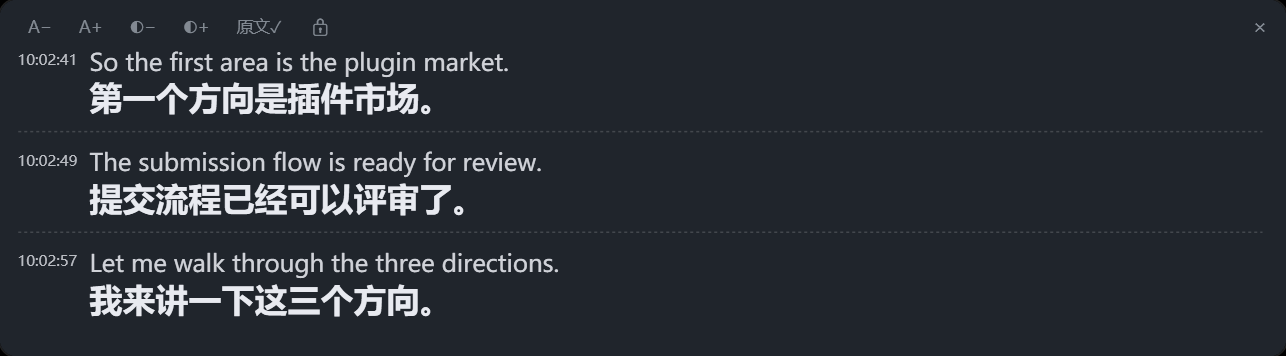 A− A+ ◐− ◐+ 原文✓ ×
10:02:41 So the first area is the plugin market.
第一个方向是插件市场。
10:02:49 The submission flow is ready for review.
提交流程已经可以评审了。
10:02:57 Let me walk through the three directions.
我来讲一下这三个方向。